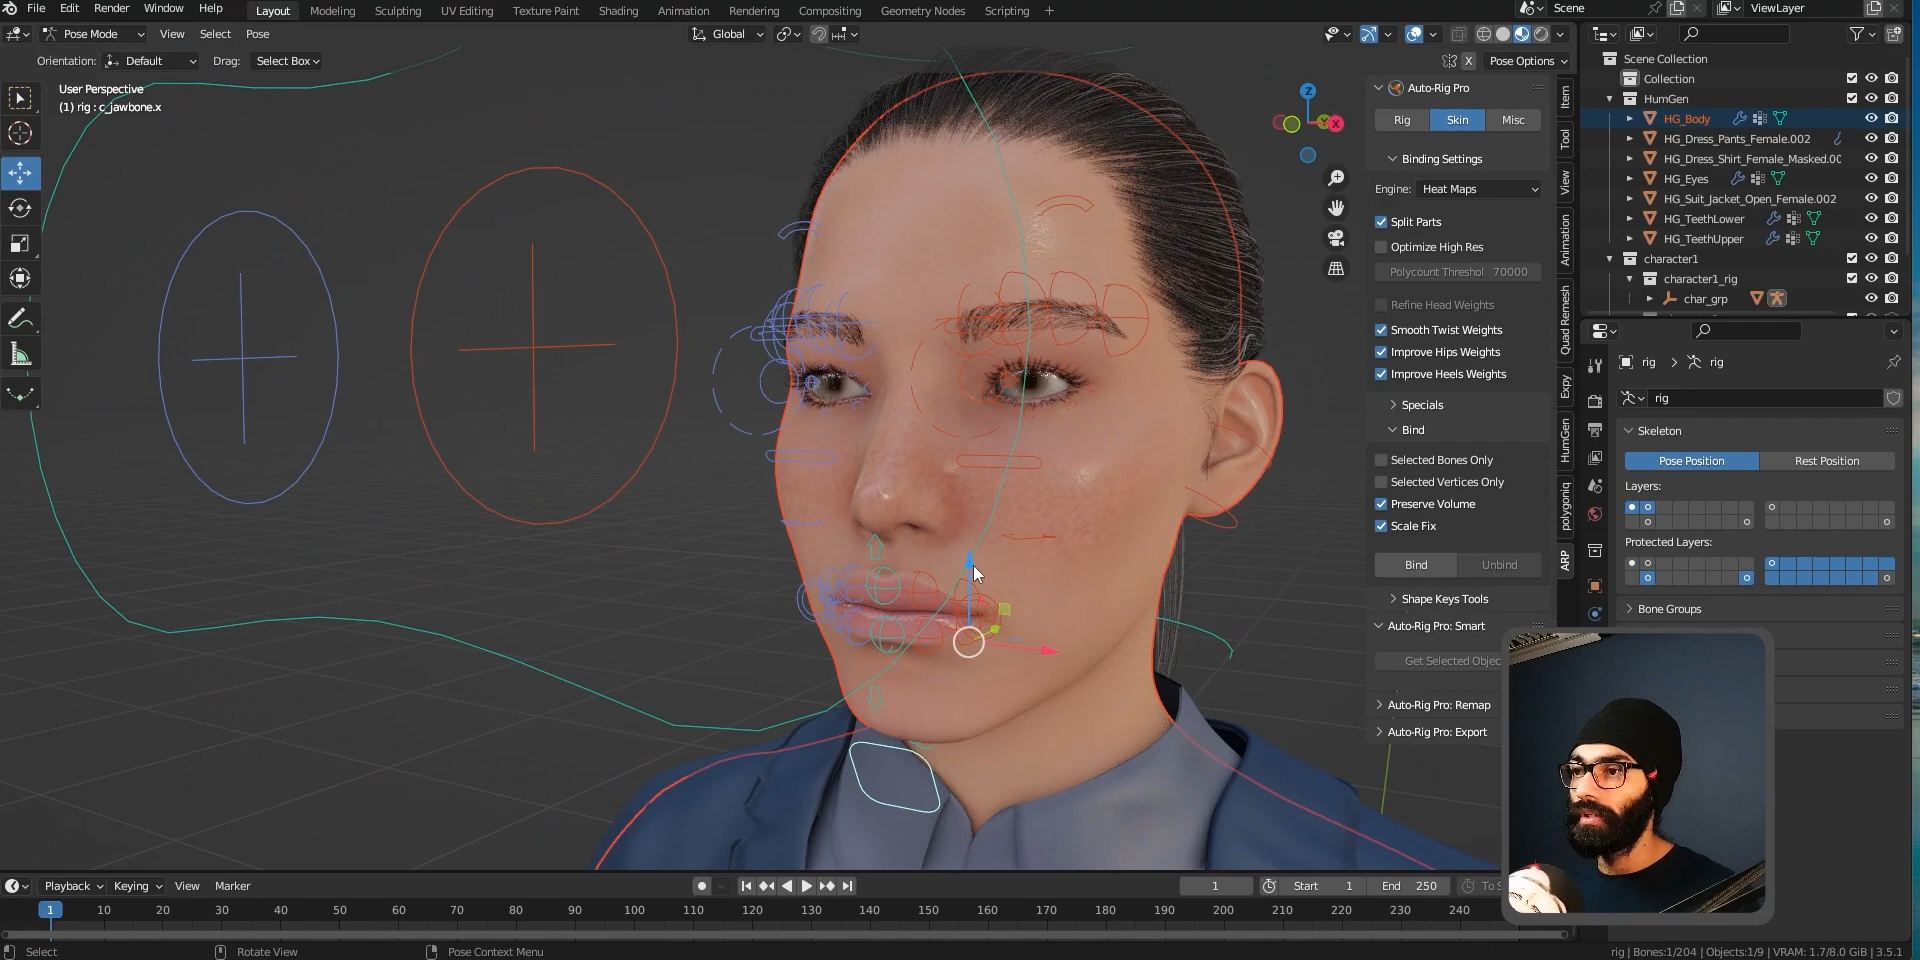 File Edit Render Window Help Layout Modeling Sculpting UV Editing Texture Paint Shading Animation Rendering Compositing Geometry Nodes Scripting + Scene ViewLayer
Pose Mode View Select Pose Global
Orientation: Default Drag: Select Box X Pose Options
User Perspective
(1) rig : c_jawbone.x
Z
X
Auto-Rig Pro
Rig Skin Misc
Binding Settings
Engine: Heat Maps
Split Parts
Optimize High Res
Polycount Threshol 70000
Refine Head Weights
Smooth Twist Weights
Improve Hips Weights
Improve Heels Weights
Specials
Bind
Selected Bones Only
Selected Vertices Only
Preserve Volume
Scale Fix
Bind Unbind
Shape Keys Tools
Auto-Rig Pro: Smart
Get Selected Objec
Auto-Rig Pro: Remap
Auto-Rig Pro: Export
Item
Tool
View
Animation
Quad Remesh
Expy
HumGen
polygoniq
ARP
Scene Collection
Collection
HumGen
HG_Body
HG_Dress_Pants_Female.002
HG_Dress_Shirt_Female_Masked.00
HG_Eyes
HG_Suit_Jacket_Open_Female.002
HG_TeethLower
HG_TeethUpper
character1
character1_rig
char_grp
rig > rig
rig
Skeleton
Pose Position Rest Position
Layers:
Protected Layers:
Bone Groups
Playback Keying View Marker 1 Start 1 End 250 To S
1 10 20 30 40 50 60 70 80 90 100 110 120 130 140 150 160 170 180 190 200 210 220 230 240
Select Rotate View Pose Context Menu rig | Bones:1/204 | Objects:1/9 | VRAM: 1.7/8.0 GiB | 3.5.1